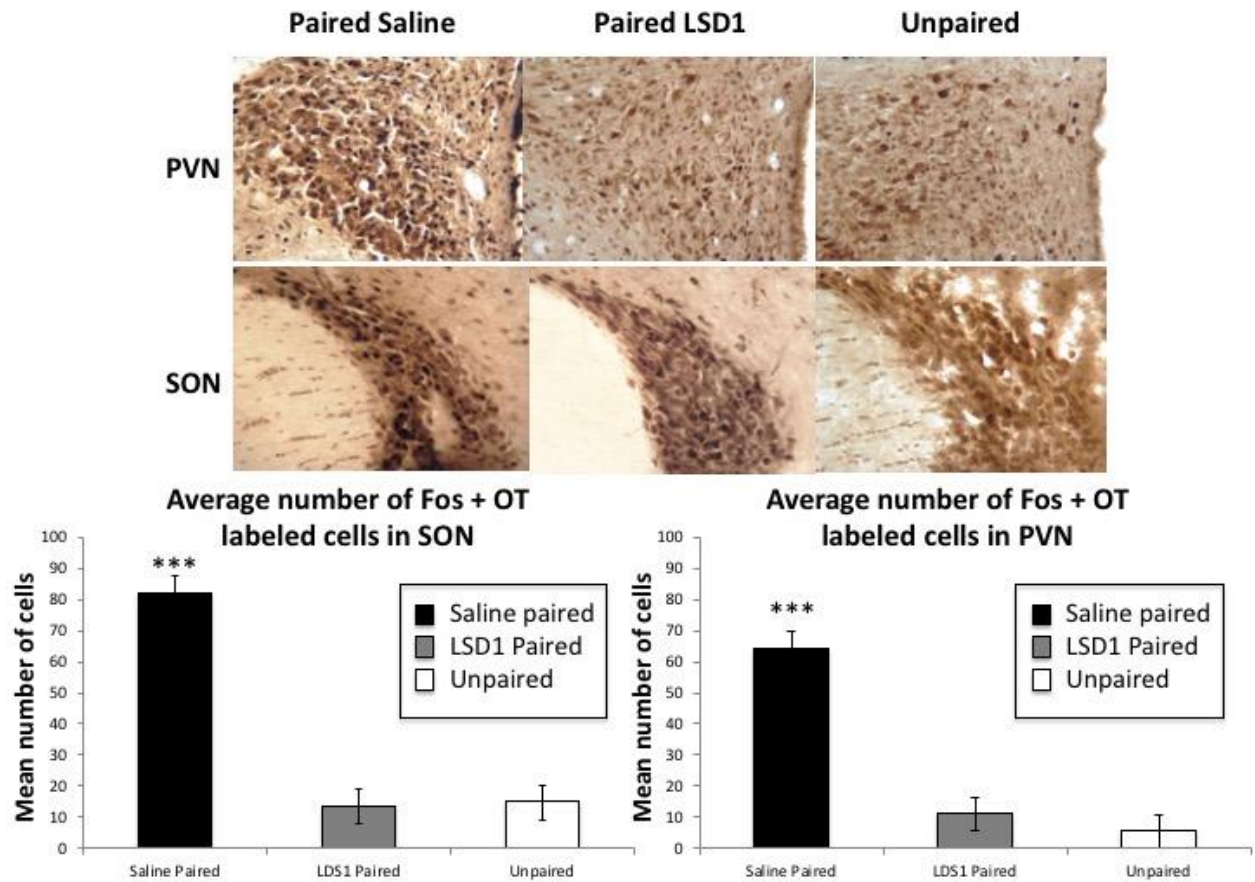 Paired Saline
Paired LSD1
Unpaired
PVN
SON
Average number of Fos + OT
labeled cells in SON
Mean number of cells
100
90
80
70
60
50
40
30
20
10
0
***
Saline paired
LSD1 Paired
Unpaired
Saline Paired
LDS1 Paired
Unpaired
Average number of Fos + OT
labeled cells in PVN
Mean number of cells
100
90
80
70
60
50
40
30
20
10
0
***
Saline paired
LSD1 Paired
Unpaired
Saline Paired
LDS1 Paired
Unpaired